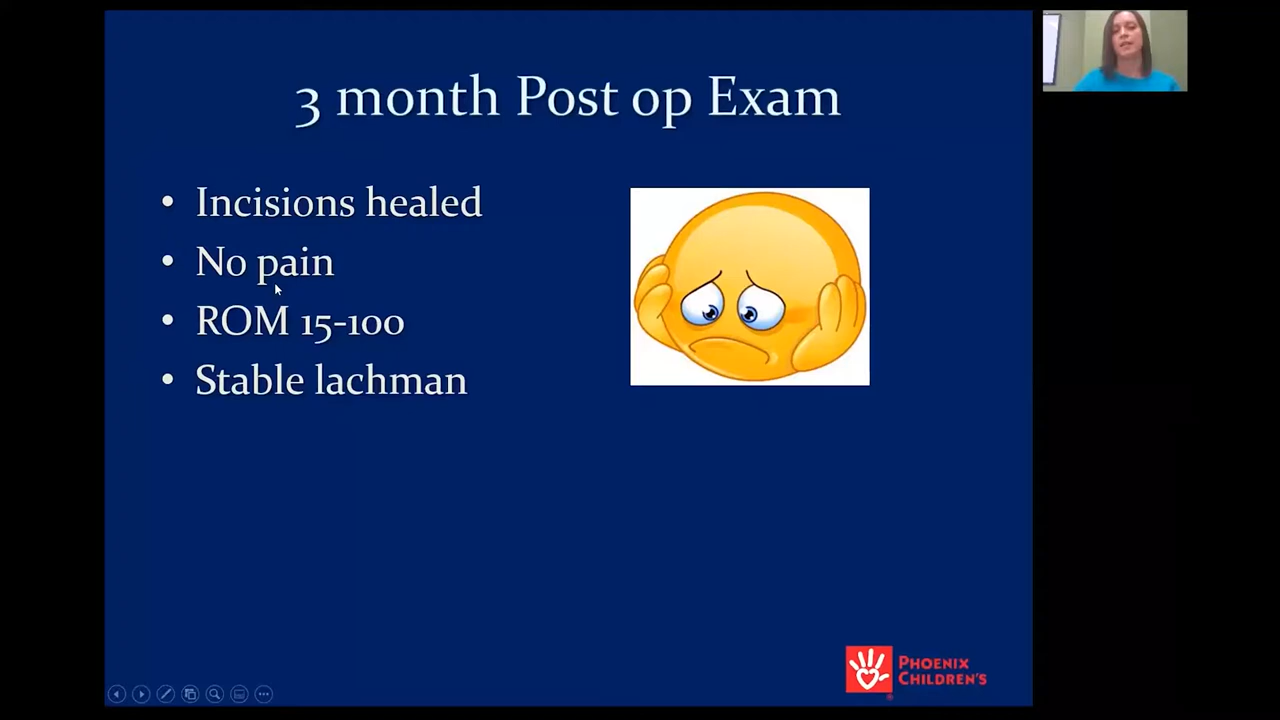 3 month Post op Exam
• Incisions healed
• No pain
• ROM 15-100
• Stable lachman
PHOENIX
CHILDREN'S